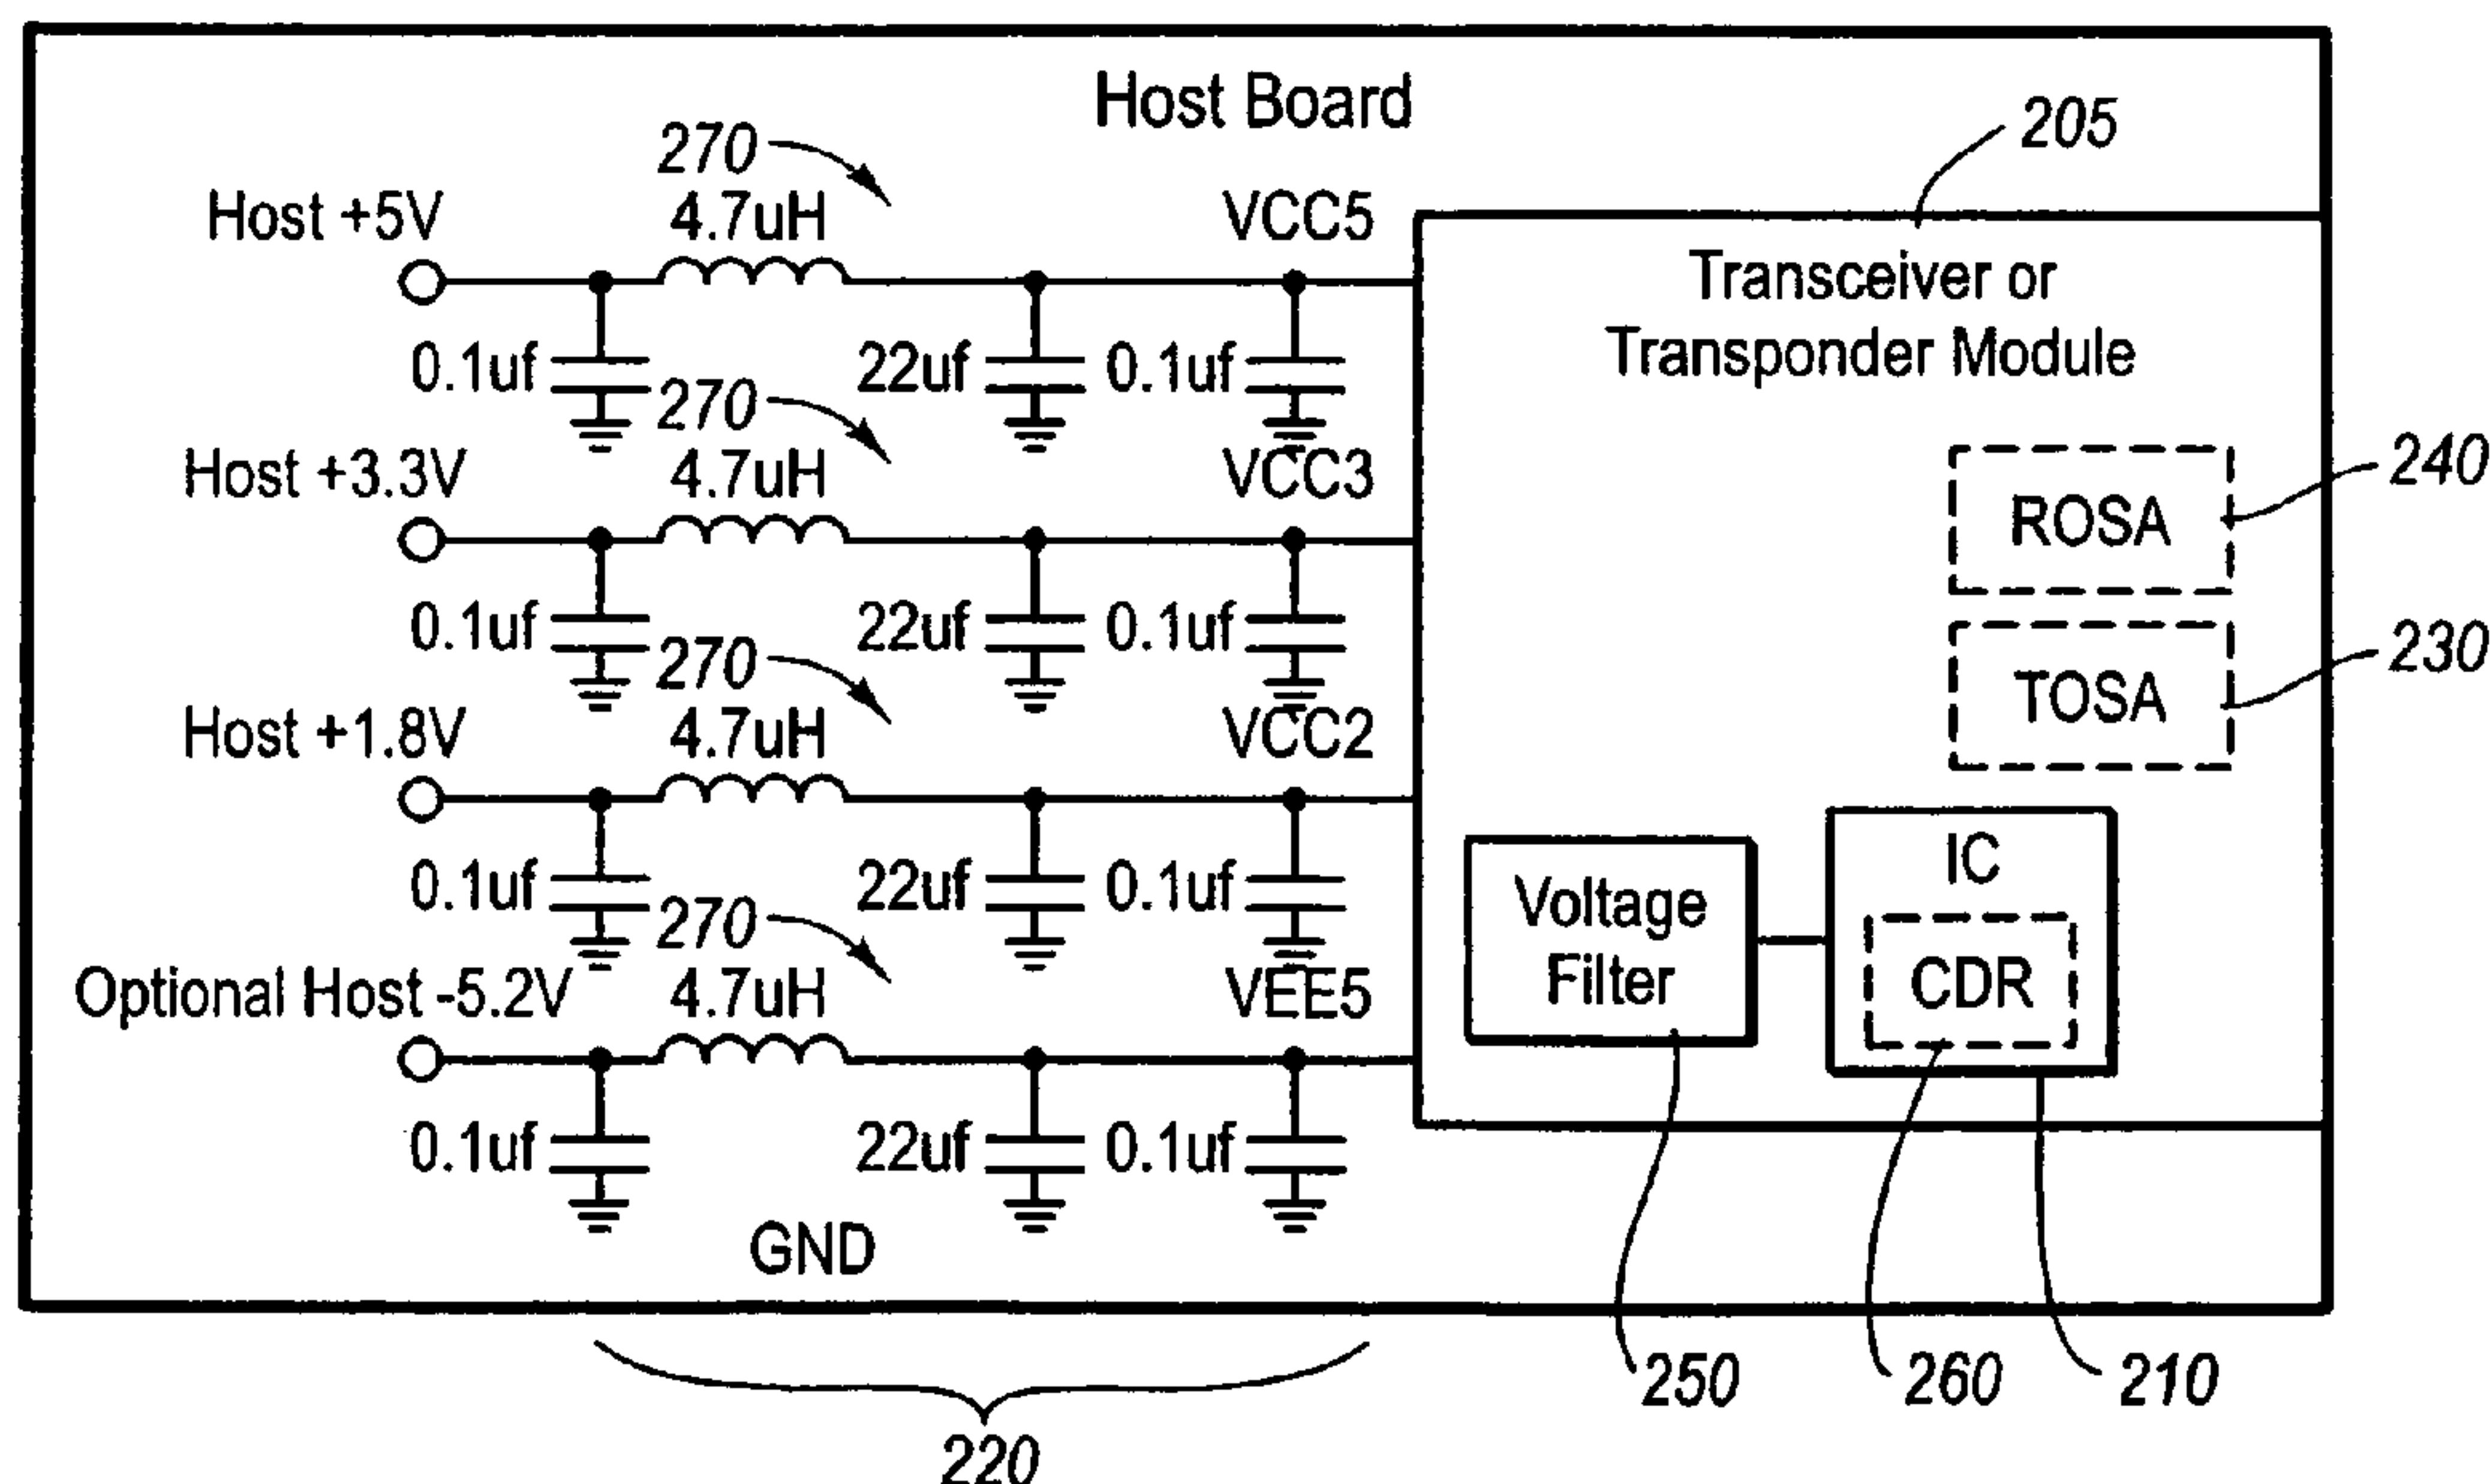 Host Board
205
270
Host +5V
4.7uH
VCC5
Transceiver or
Transponder Module
0.1uf
22uf
0.1uf
270
Host +3.3V
4.7uH
VCC3
240
ROSA
0.1uf
22uf
0.1uf
270
230
TOSA
Host +1.8V
4.7uH
VCC2
0.1uf
22uf
0.1uf
270
Voltage
Filter
IC
CDR
Optional Host -5.2V
4.7uH
VEE5
0.1uf
22uf
0.1uf
GND
250
260
210
220